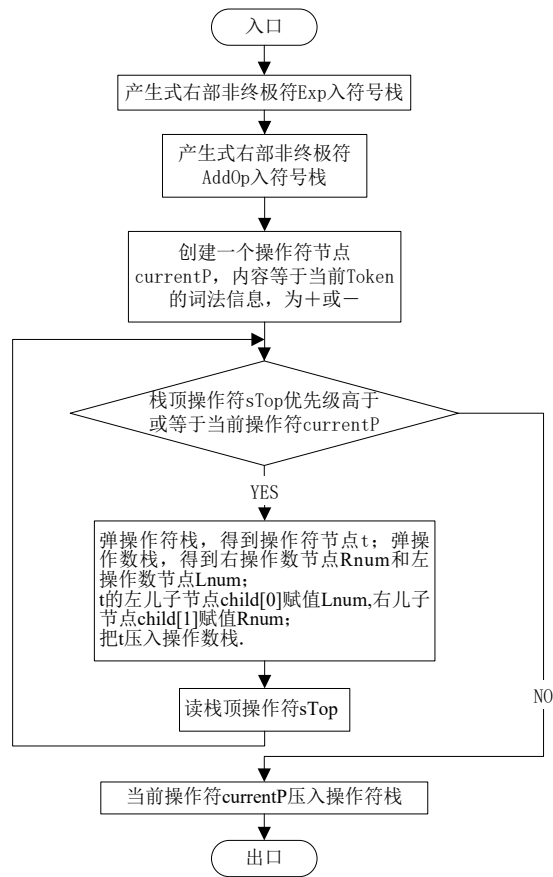 入口
产生式右部非终极符Exp入符号栈
产生式右部非终极符
AddOp入符号栈
创建一个操作符节点
currentP，内容等于当前Token
的词法信息，为＋或－
栈顶操作符sTop优先级高于
或等于当前操作符currentP
YES
弹操作符栈，得到操作符节点t；弹操
作数栈，得到右操作数节点Rnum和左
操作数节点Lnum；
t的左儿子节点child[0]赋值Lnum,右儿子
节点child[1]赋值Rnum；
把t压入操作数栈.
读栈顶操作符sTop
NO
当前操作符currentP压入操作符栈
出口